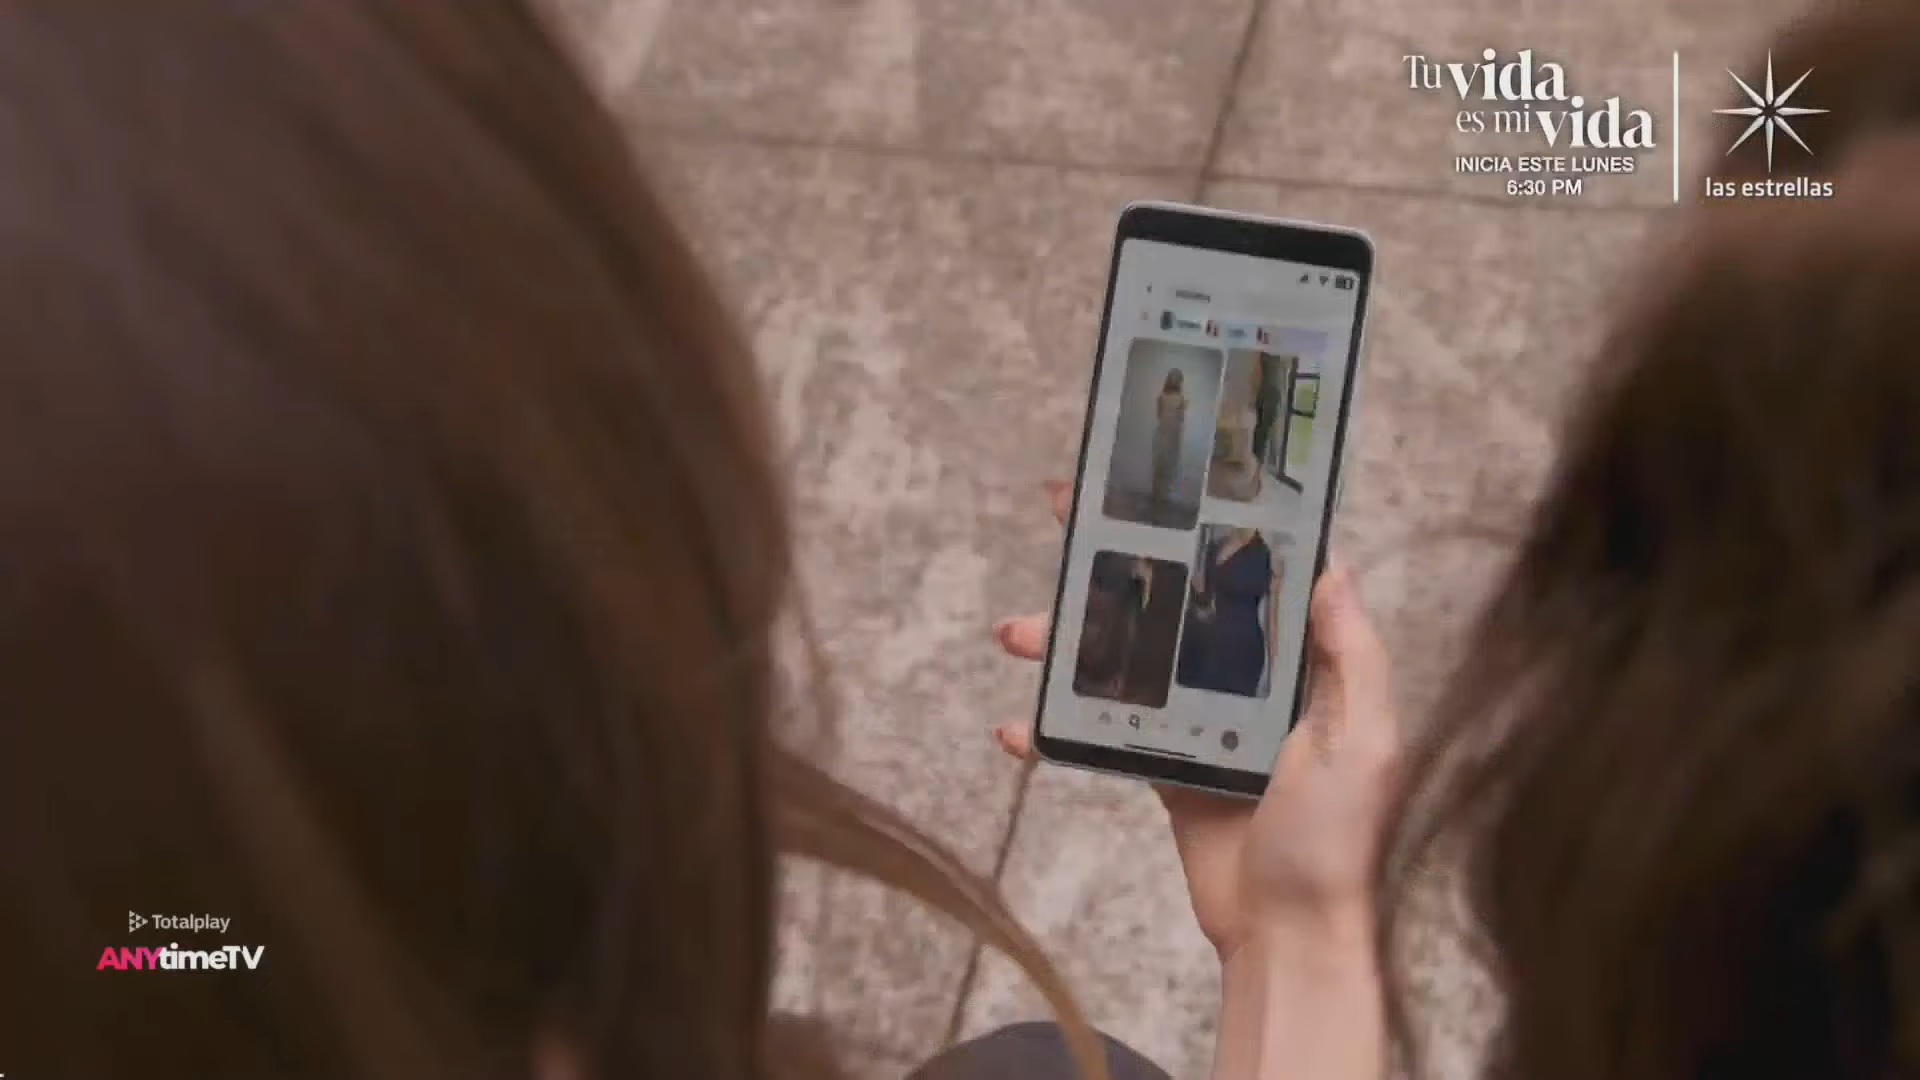 Tu vida
es mi vida
INICIA ESTE LUNES
6:30 PM
las estrellas
Totalplay
ANYtimeTV